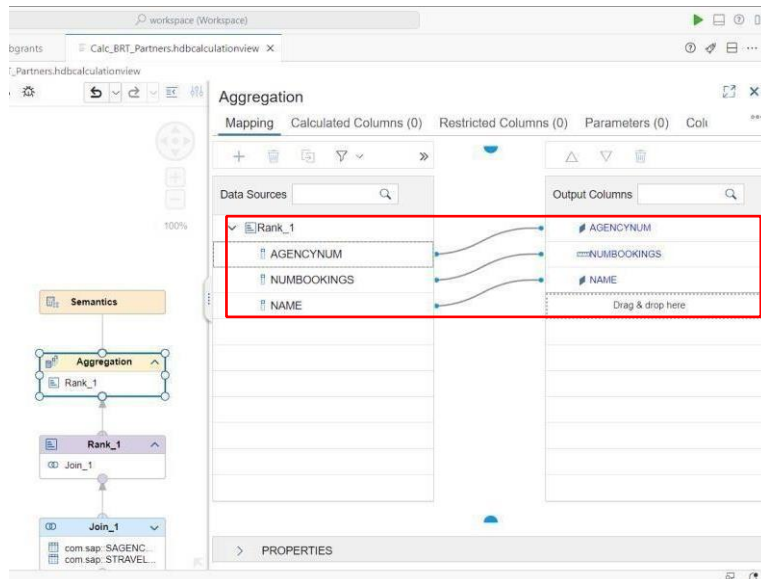 workspace (Workspace)
bgrants
Calc_BRT_Partners.hdbcalculationview
T_Partners.hdbcalculationview
Aggregation
Mapping Calculated Columns (0) Restricted Columns (0) Parameters (0)
Data Sources
Output Columns
100%
Rank_1
AGENCYNUM
AGENCYNUM
NUMBOOKINGS
NUMBOOKINGS
NAME
NAME
Drag & drop here
Semantics
Aggregation
Rank_1
Rank_1
Join_1
Join_1
com.sap::SAGENC...
com.sap::STRAVEL...
PROPERTIES